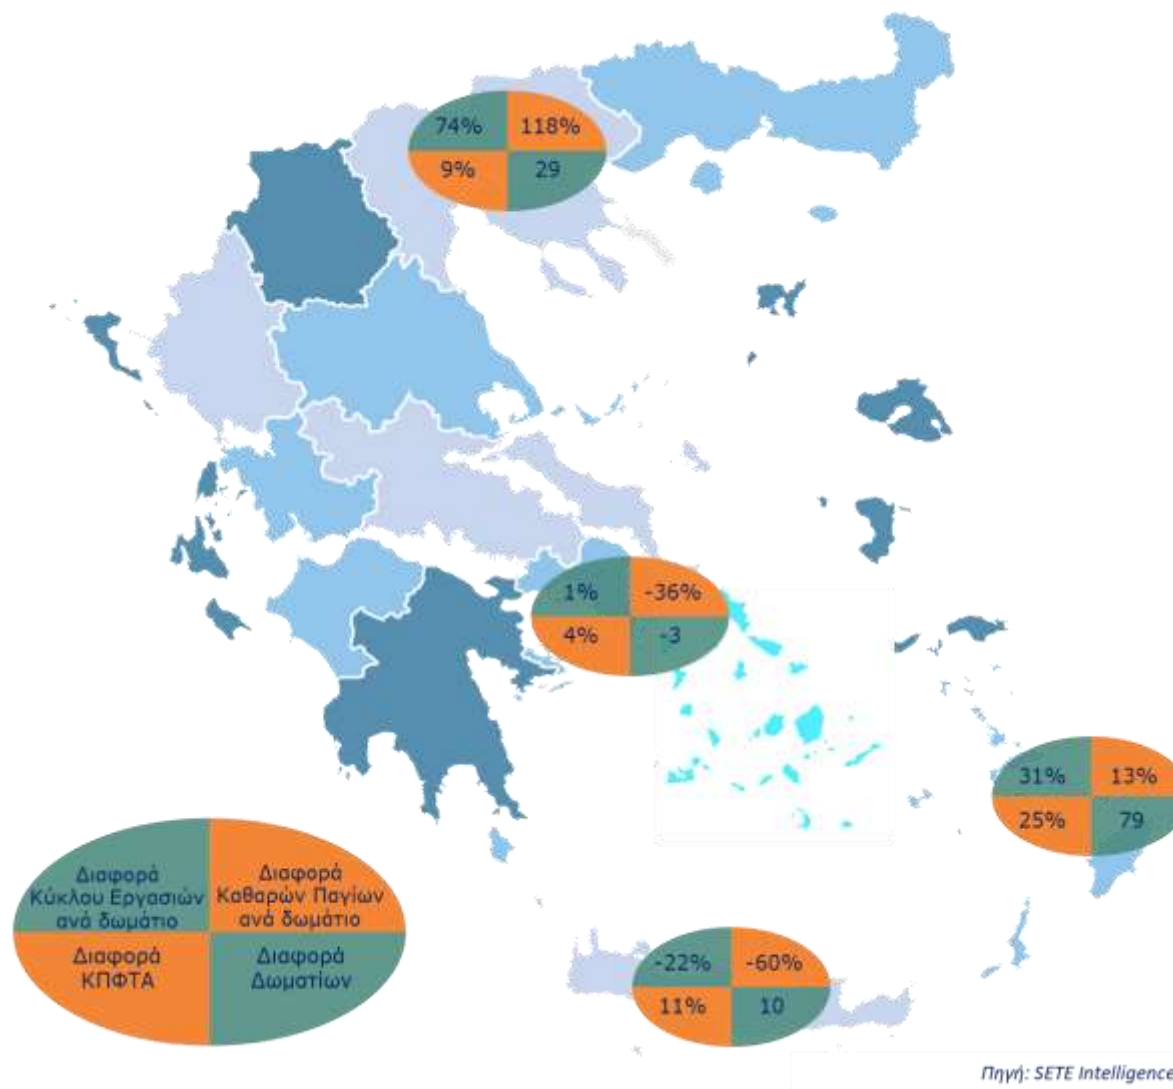 74% 118%
9% 29
1% -36%
4% -3
31% 13%
25% 79
Διαφορά
Κύκλου Εργασιών
ανά δωμάτιο
Διαφορά
Καθαρών Παγίων
ανά δωμάτιο
Διαφορά
ΚΠΦΤΑ
Διαφορά
Δωματίων
-22% -60%
11% 10
Πηγή: SETE Intelligence